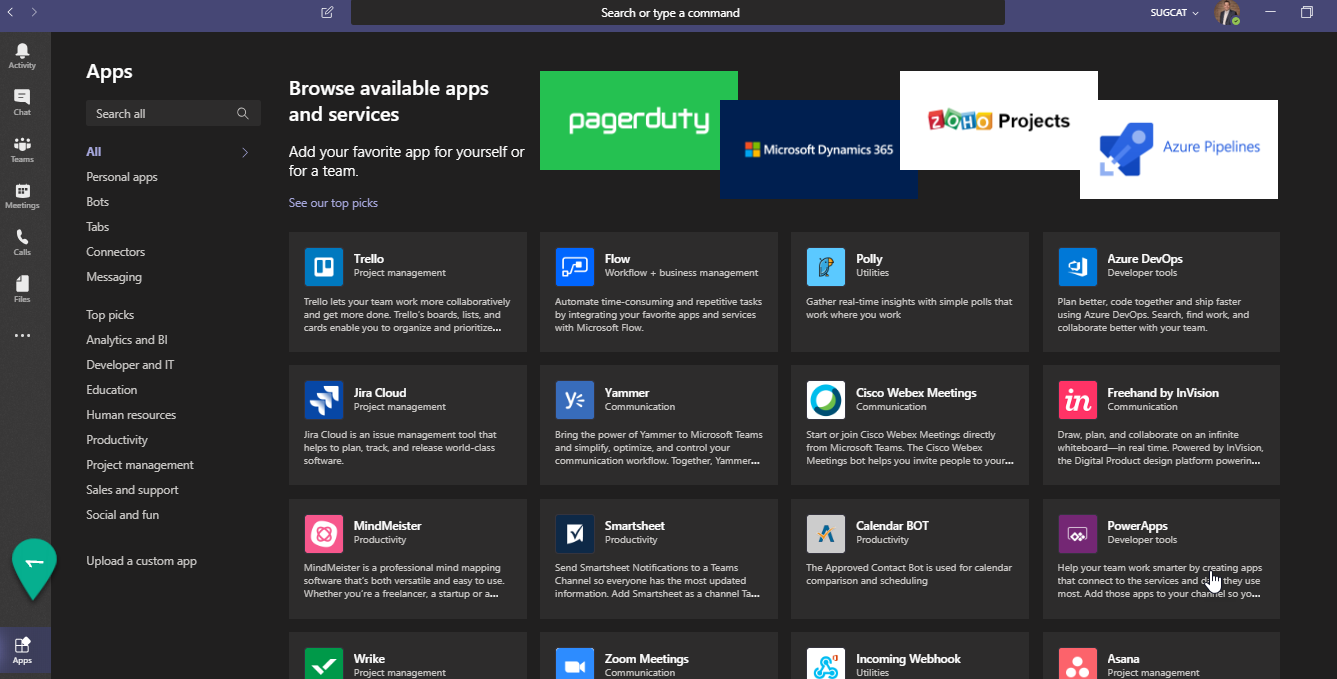 Search or type a command
SUGCAT
Activity
Chat
Teams
Meetings
Calls
Files
Apps
Apps
Search all
All
Personal apps
Bots
Tabs
Connectors
Messaging
Top picks
Analytics and BI
Developer and IT
Education
Human resources
Productivity
Project management
Sales and support
Social and fun
Upload a custom app
Browse available apps
and services
Add your favorite app for yourself or
for a team.
See our top picks
pagerduty
Microsoft Dynamics 365
ZOHO Projects
Azure Pipelines
Trello
Project management
Trello lets your team work more collaboratively
and get more done. Trello's boards, lists, and
cards enable you to organize and prioritize...
Flow
Workflow + business management
Automate time-consuming and repetitive tasks
by integrating your favorite apps and services
with Microsoft Flow.
Polly
Utilities
Gather real-time insights with simple polls that
work where you work
Azure DevOps
Developer tools
Plan better, code together and ship faster
using Azure DevOps. Search, find work, and
collaborate better with your team.
Jira Cloud
Project management
Jira Cloud is an issue management tool that
helps to plan, track, and release world-class
software.
Yammer
Communication
Bring the power of Yammer to Microsoft Teams
and simplify, optimize, and control your
communication workflow. Together, Yammer...
Cisco Webex Meetings
Communication
Start or join Cisco Webex Meetings directly
from Microsoft Teams. The Cisco Webex
Meetings bot helps you invite people to your...
in
Freehand by InVision
Communication
Draw, plan, and collaborate on an infinite
whiteboard—in real time. Powered by InVision,
the Digital Product design platform powerin...
MindMeister
Productivity
MindMeister is a professional mind mapping
software that's both versatile and easy to use.
Whether you're a freelancer, a startup or a...
Smartsheet
Productivity
Send Smartsheet Notifications to a Teams
Channel so everyone has the most updated
information. Add Smartsheet as a channel Ta...
Calendar BOT
Productivity
The Approved Contact Bot is used for calendar
comparison and scheduling
PowerApps
Developer tools
Help your team work smarter by creating apps
that connect to the services and they use
most. Add those apps to your channel so yo...
Wrike
Project management
Zoom Meetings
Communication
Incoming Webhook
Utilities
Asana
Project management